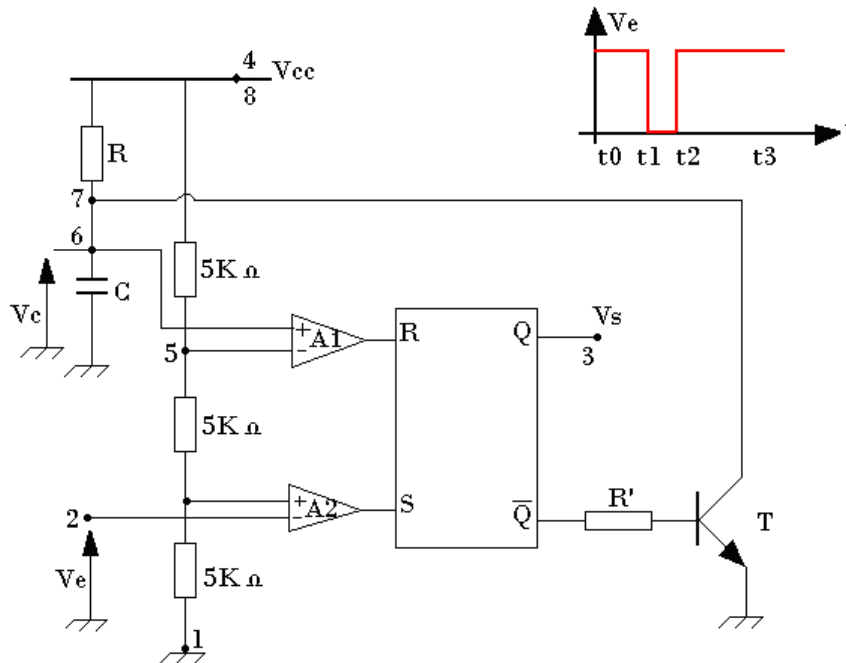 Ve
t0 t1 t2 t3
4
Vcc
8
R
7
6
5K Ω
C
Vc
+
A1
-
5
R
Q
Vs
3
5K Ω
+
A2
-
2
S
Q
R'
T
Ve
5K Ω
1